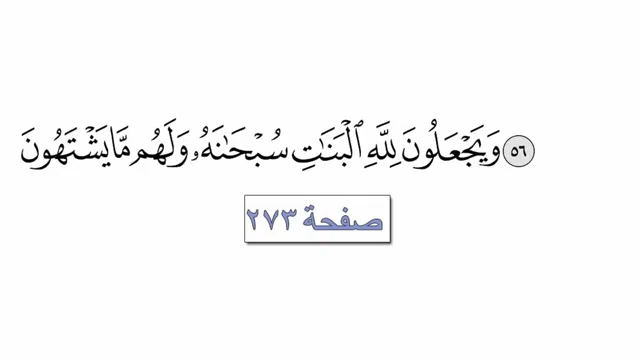 ٥٦ وَيَجْعَلُونَ لِلَّهِ ٱلْبَنَٰتِ سُبْحَٰنَهُۥ وَلَهُم مَّا يَشْتَهُونَ
صفحة ٢٧٣